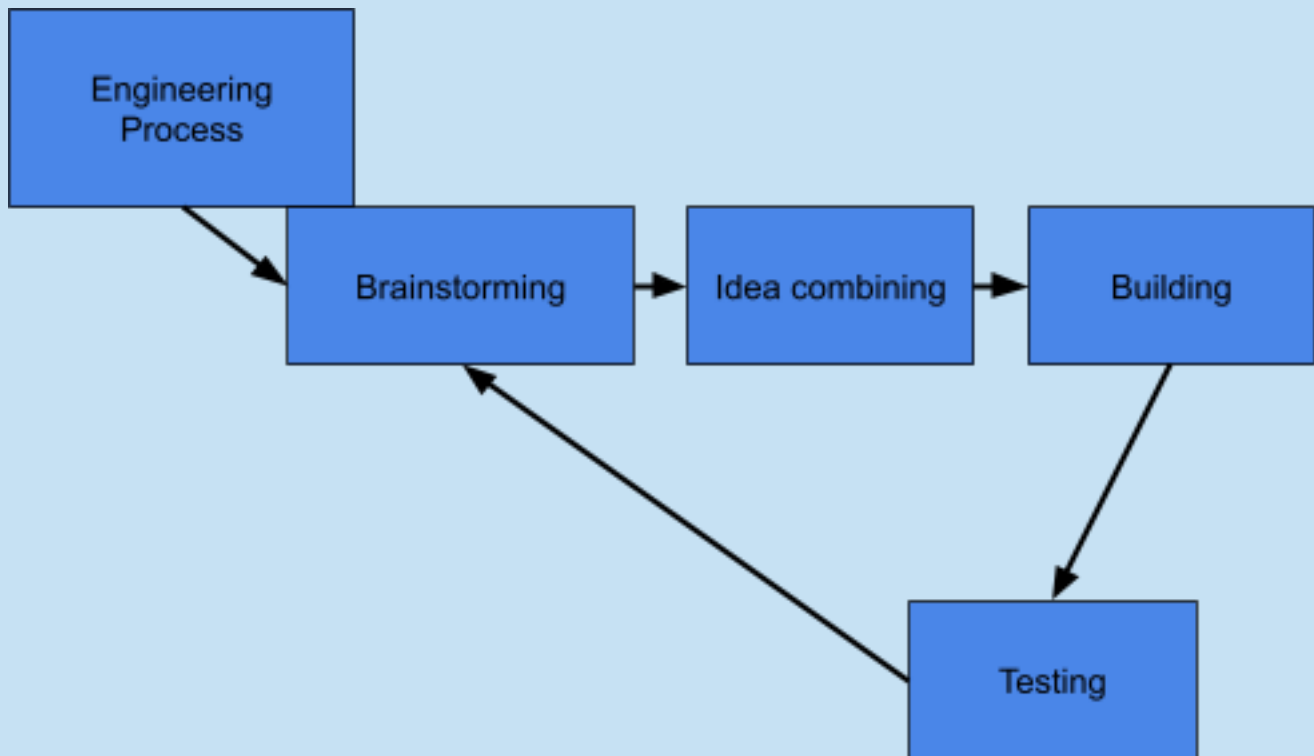 Engineering
Process
Brainstorming
Idea combining
Building
Testing